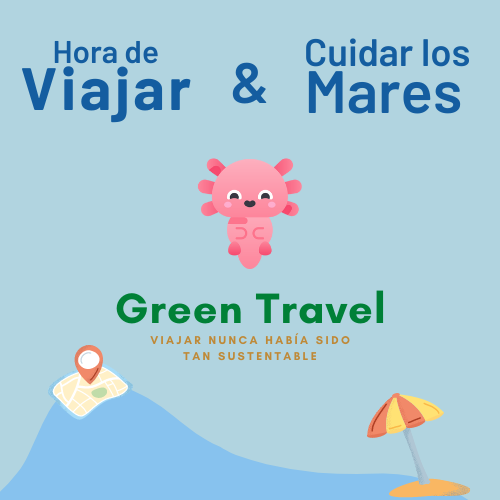 Hora de
Viajar
&
Cuidar los
Mares
Green Travel
VIAJAR NUNCA HABÍA SIDO
TAN SUSTENTABLE